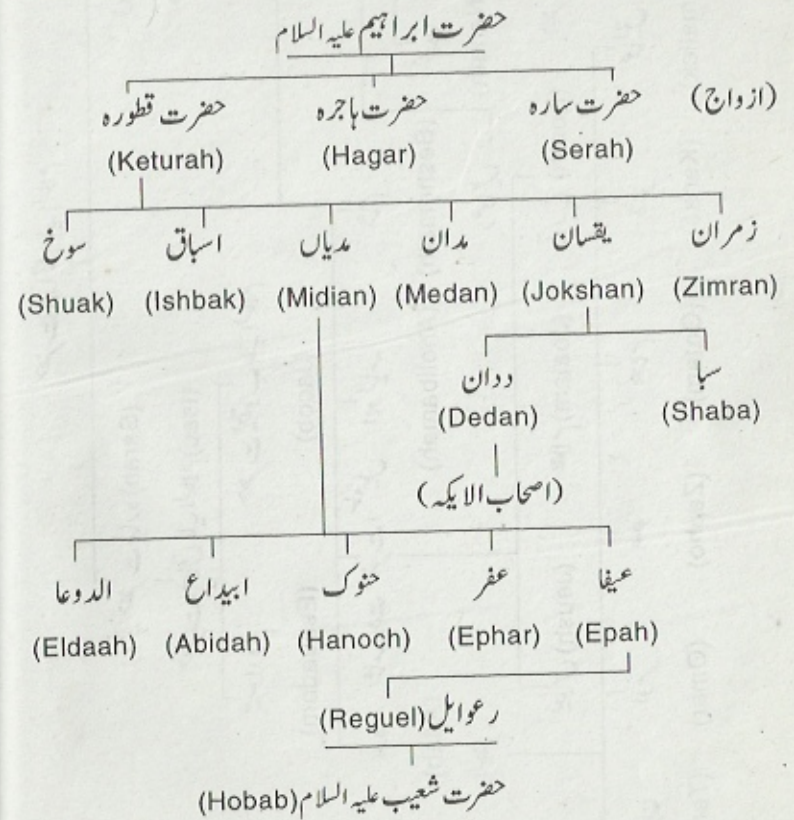 حضرت ابراہیم علیہ السلام
(ازواج) حضرت سارہ حضرت ہاجرہ حضرت قطورہ
(Keturah) (Hagar) (Serah)
زمران یقسان مدان مدیاں اسباق سوخ
(Shuak) (Ishbak) (Midian) (Medan) (Jokshan) (Zimran)
سبا ددان
(Dedan) (Shaba)
(اصحاب الایکہ)
عیفا عفر حنوک ابیداع الدوعا
(Eldaah) (Abidah) (Hanoch) (Ephar) (Epah)
رعوایل (Reguel)
حضرت شعیب علیہ السلام (Hobab)